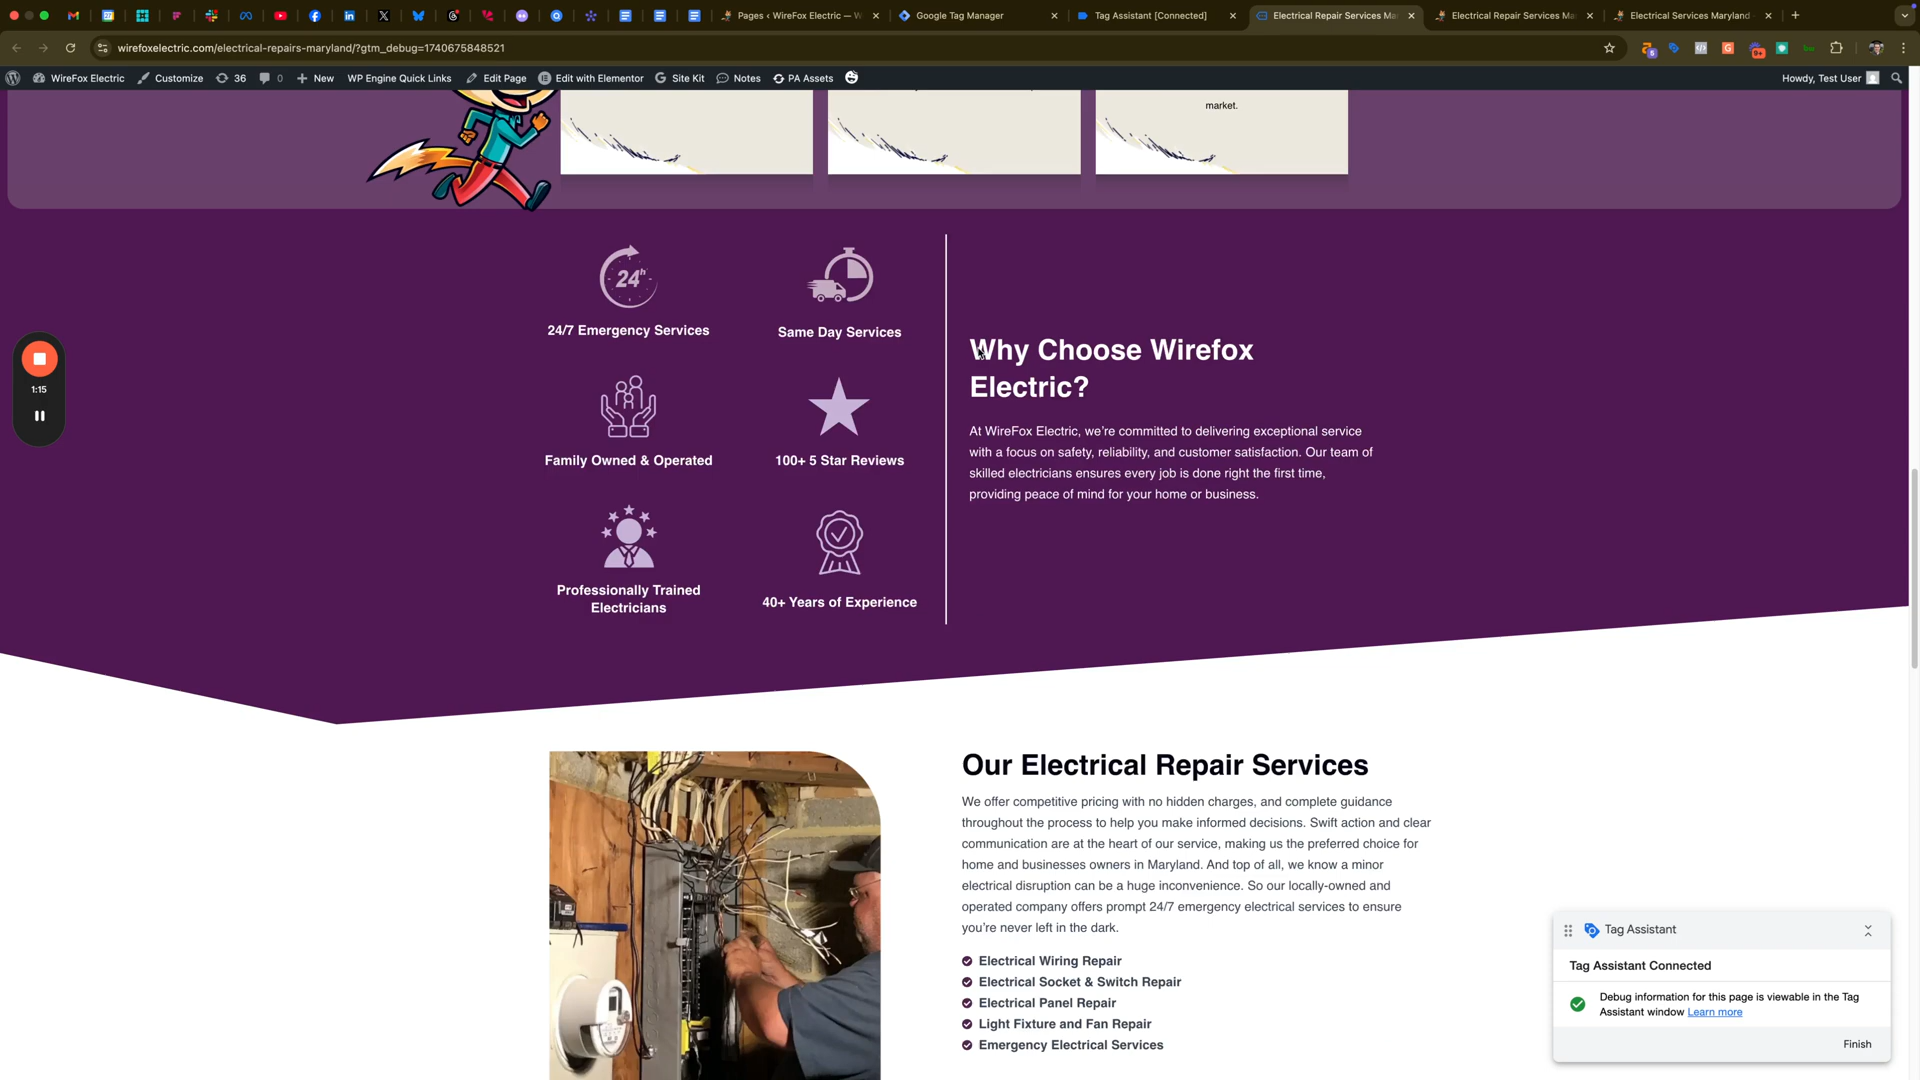 Pages ‹ WireFox Electric — W
Google Tag Manager
Tag Assistant [Connected]
Electrical Repair Services Ma
Electrical Repair Services Ma
Electrical Services Maryland
wirefoxelectric.com/electrical-repairs-maryland/?gtm_debug=1740675848521
WireFox Electric
Customize
36
0
New
WP Engine Quick Links
Edit Page
Edit with Elementor
Site Kit
Notes
PA Assets
Howdy, Test User
market.
24h
24/7 Emergency Services
Same Day Services
Family Owned & Operated
100+ 5 Star Reviews
Professionally Trained
Electricians
40+ Years of Experience
Why Choose Wirefox
Electric?
At WireFox Electric, we're committed to delivering exceptional service
with a focus on safety, reliability, and customer satisfaction. Our team of
skilled electricians ensures every job is done right the first time,
providing peace of mind for your home or business.
1:15
Our Electrical Repair Services
We offer competitive pricing with no hidden charges, and complete guidance
throughout the process to help you make informed decisions. Swift action and clear
communication are at the heart of our service, making us the preferred choice for
home and businesses owners in Maryland. And top of all, we know a minor
electrical disruption can be a huge inconvenience. So our locally-owned and
operated company offers prompt 24/7 emergency electrical services to ensure
you're never left in the dark.
Electrical Wiring Repair
Electrical Socket & Switch Repair
Electrical Panel Repair
Light Fixture and Fan Repair
Emergency Electrical Services
Tag Assistant
Tag Assistant Connected
Debug information for this page is viewable in the Tag
Assistant window Learn more
Finish